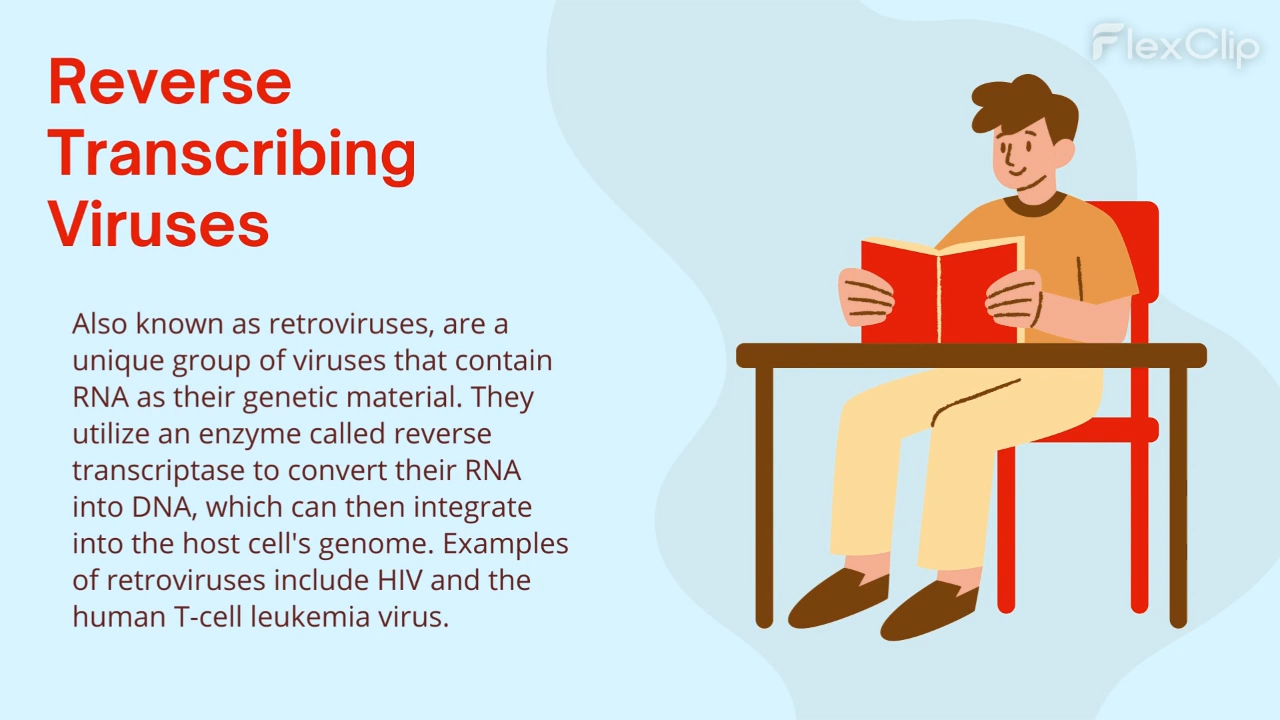 Reverse
Transcribing
Viruses
Also known as retroviruses, are a
unique group of viruses that contain
RNA as their genetic material. They
utilize an enzyme called reverse
transcriptase to convert their RNA
into DNA, which can then integrate
into the host cell's genome. Examples
of retroviruses include HIV and the
human T-cell leukemia virus.
FlexClip